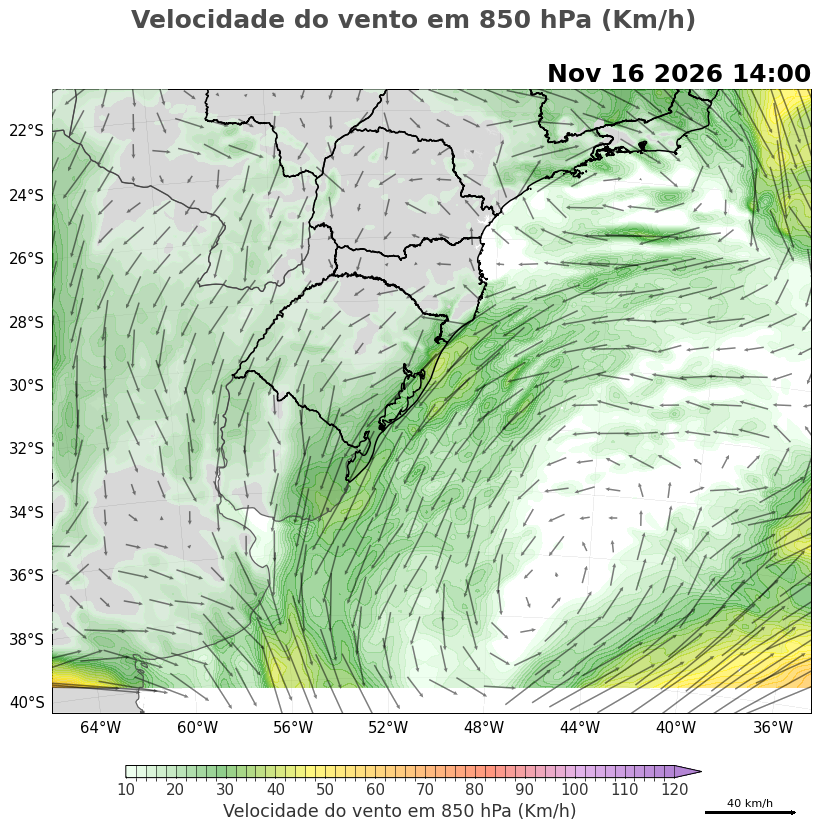 Velocidade do vento em 850 hPa (Km/h)
Nov 16 2026 14:00
22°S
24°S
26°S
28°S
30°S
32°S
34°S
36°S
38°S
40°S
64°W 60°W 56°W 52°W 48°W 44°W 40°W 36°W
10 20 30 40 50 60 70 80 90 100 110 120
Velocidade do vento em 850 hPa (Km/h)
40 km/h